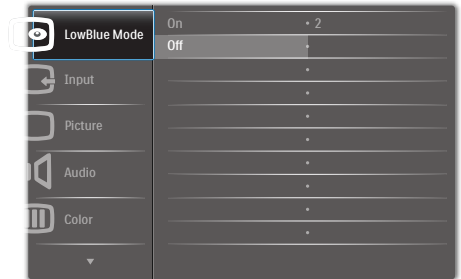 LowBlue Mode
On • 2
Off •
Input
Picture
Audio
Color